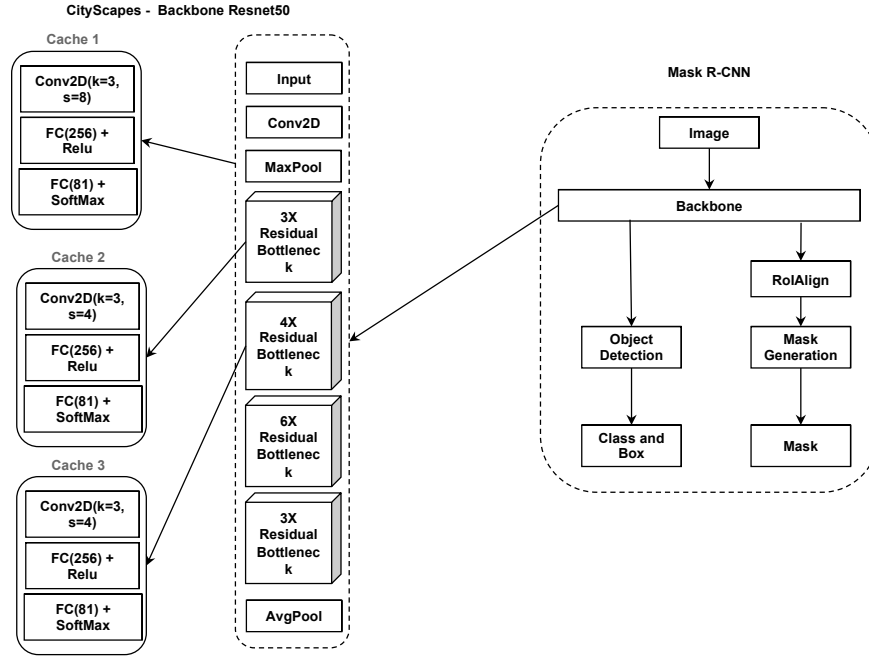 CityScapes - Backbone Resnet50
Cache 1
Conv2D(k=3,
s=8)
FC(256) +
Relu
FC(81) +
SoftMax
Cache 2
Conv2D(k=3,
s=4)
FC(256) +
Relu
FC(81) +
SoftMax
Cache 3
Conv2D(k=3,
s=4)
FC(256) +
Relu
FC(81) +
SoftMax
Input
Conv2D
MaxPool
3X
Residual
Bottlenec
k
4X
Residual
Bottlenec
k
6X
Residual
Bottlenec
k
3X
Residual
Bottlenec
k
AvgPool
Mask R-CNN
Image
Backbone
RoIAlign
Object
Detection
Mask
Generation
Class and
Box
Mask